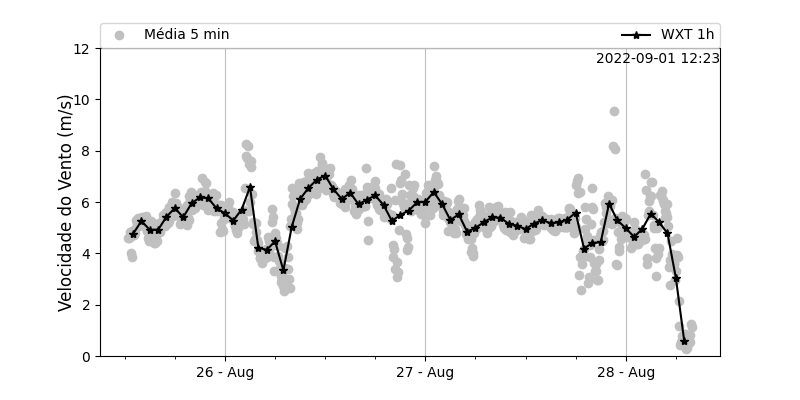 Média 5 min
WXT 1h
2022-09-01 12:23
Velocidade do Vento (m/s)
12
10
8
6
4
2
0
26 - Aug
27 - Aug
28 - Aug